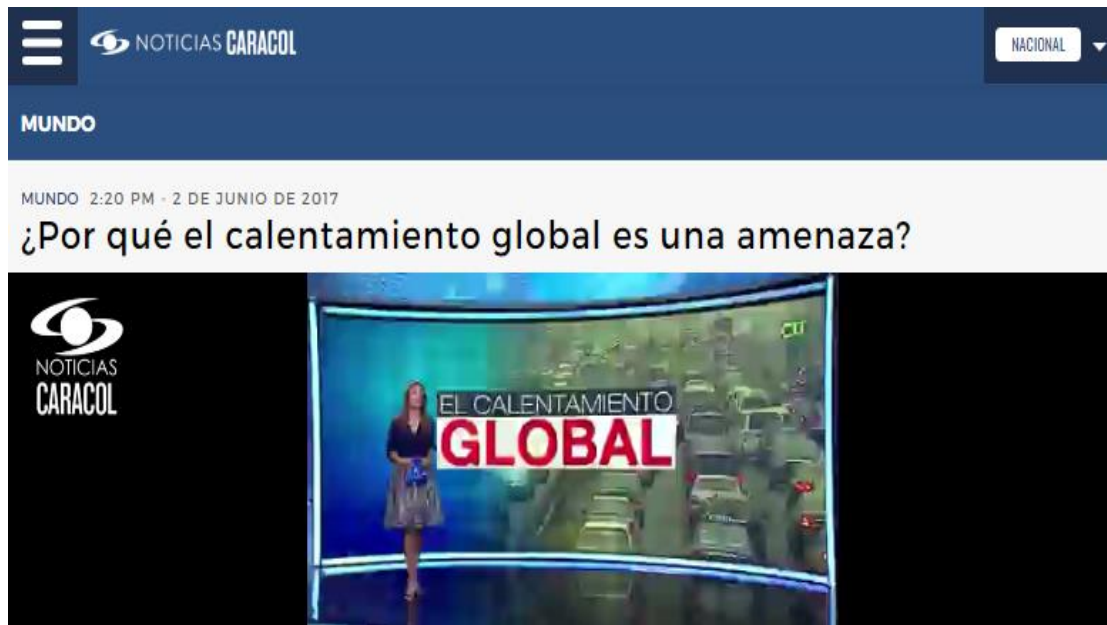 NOTICIAS CARACOL
NACIONAL
MUNDO
MUNDO 2:20 PM - 2 DE JUNIO DE 2017
¿Por qué el calentamiento global es una amenaza?
NOTICIAS
CARACOL
EL CALENTAMIENTO
GLOBAL